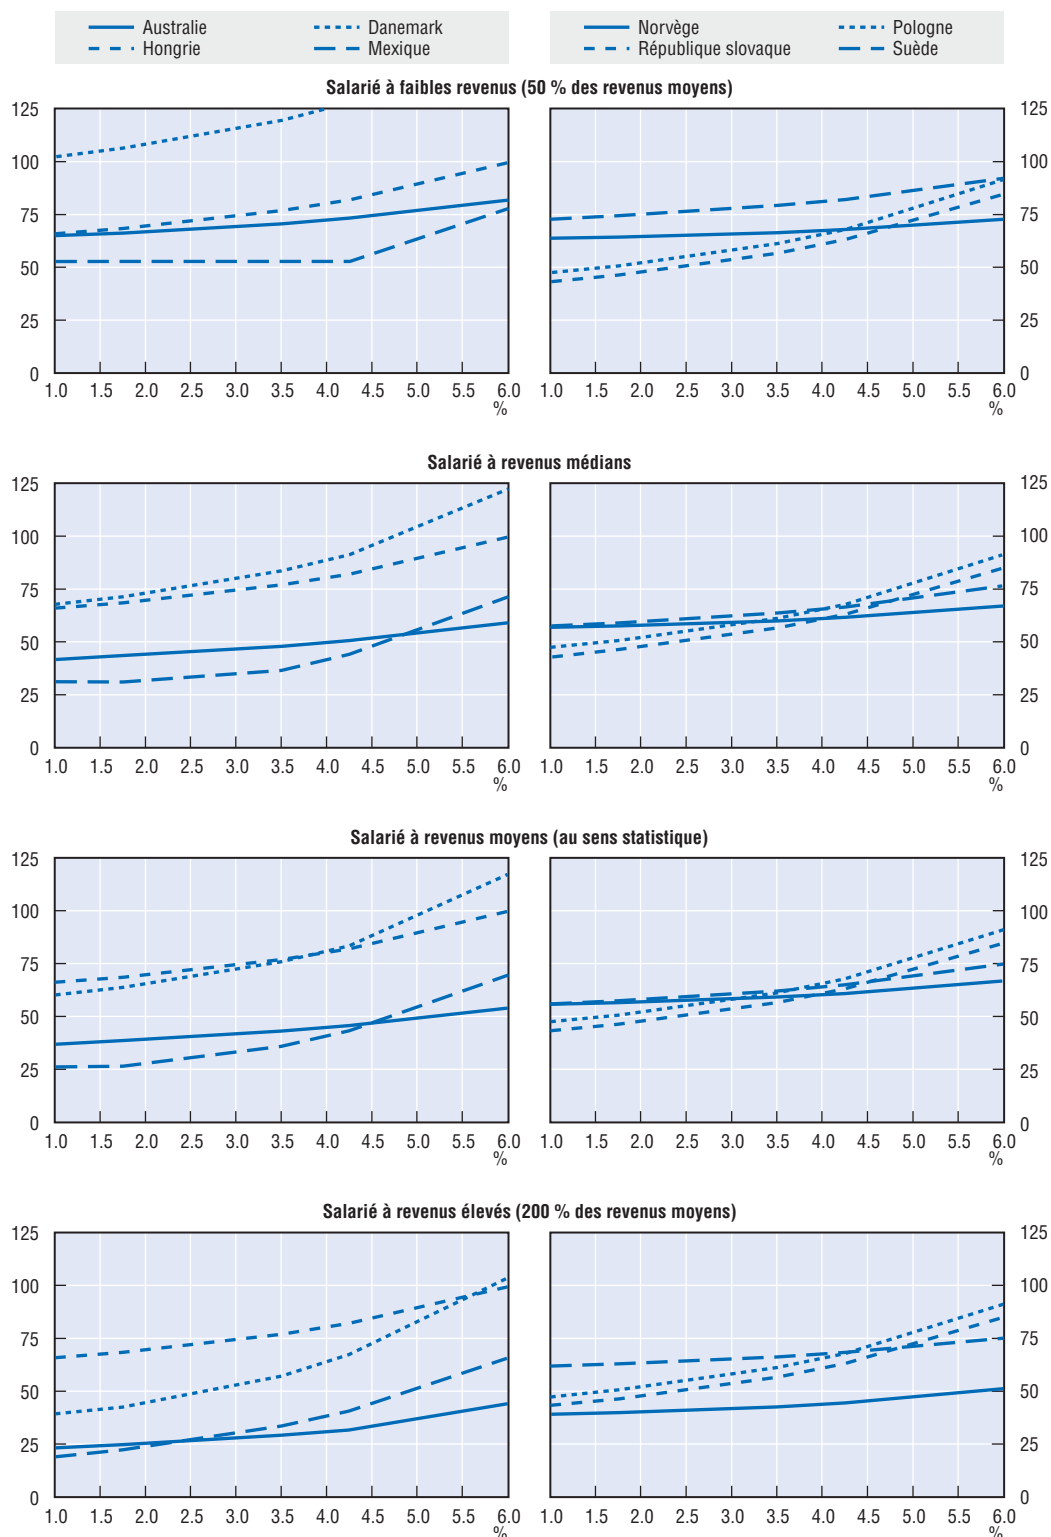 Australie Danemark Norvège Pologne
Hongrie Mexique République slovaque Suède
Salarié à faibles revenus (50 % des revenus moyens)
125 125
100 100
75 75
50 50
25 25
0 0
1.0 1.5 2.0 2.5 3.0 3.5 4.0 4.5 5.0 5.5 6.0 1.0 1.5 2.0 2.5 3.0 3.5 4.0 4.5 5.0 5.5 6.0
% %
Salarié à revenus médians
125 125
100 100
75 75
50 50
25 25
0 0
1.0 1.5 2.0 2.5 3.0 3.5 4.0 4.5 5.0 5.5 6.0 1.0 1.5 2.0 2.5 3.0 3.5 4.0 4.5 5.0 5.5 6.0
% %
Salarié à revenus moyens (au sens statistique)
125 125
100 100
75 75
50 50
25 25
0 0
1.0 1.5 2.0 2.5 3.0 3.5 4.0 4.5 5.0 5.5 6.0 1.0 1.5 2.0 2.5 3.0 3.5 4.0 4.5 5.0 5.5 6.0
% %
Salarié à revenus élevés (200 % des revenus moyens)
125 125
100 100
75 75
50 50
25 25
0 0
1.0 1.5 2.0 2.5 3.0 3.5 4.0 4.5 5.0 5.5 6.0 1.0 1.5 2.0 2.5 3.0 3.5 4.0 4.5 5.0 5.5 6.0
% %